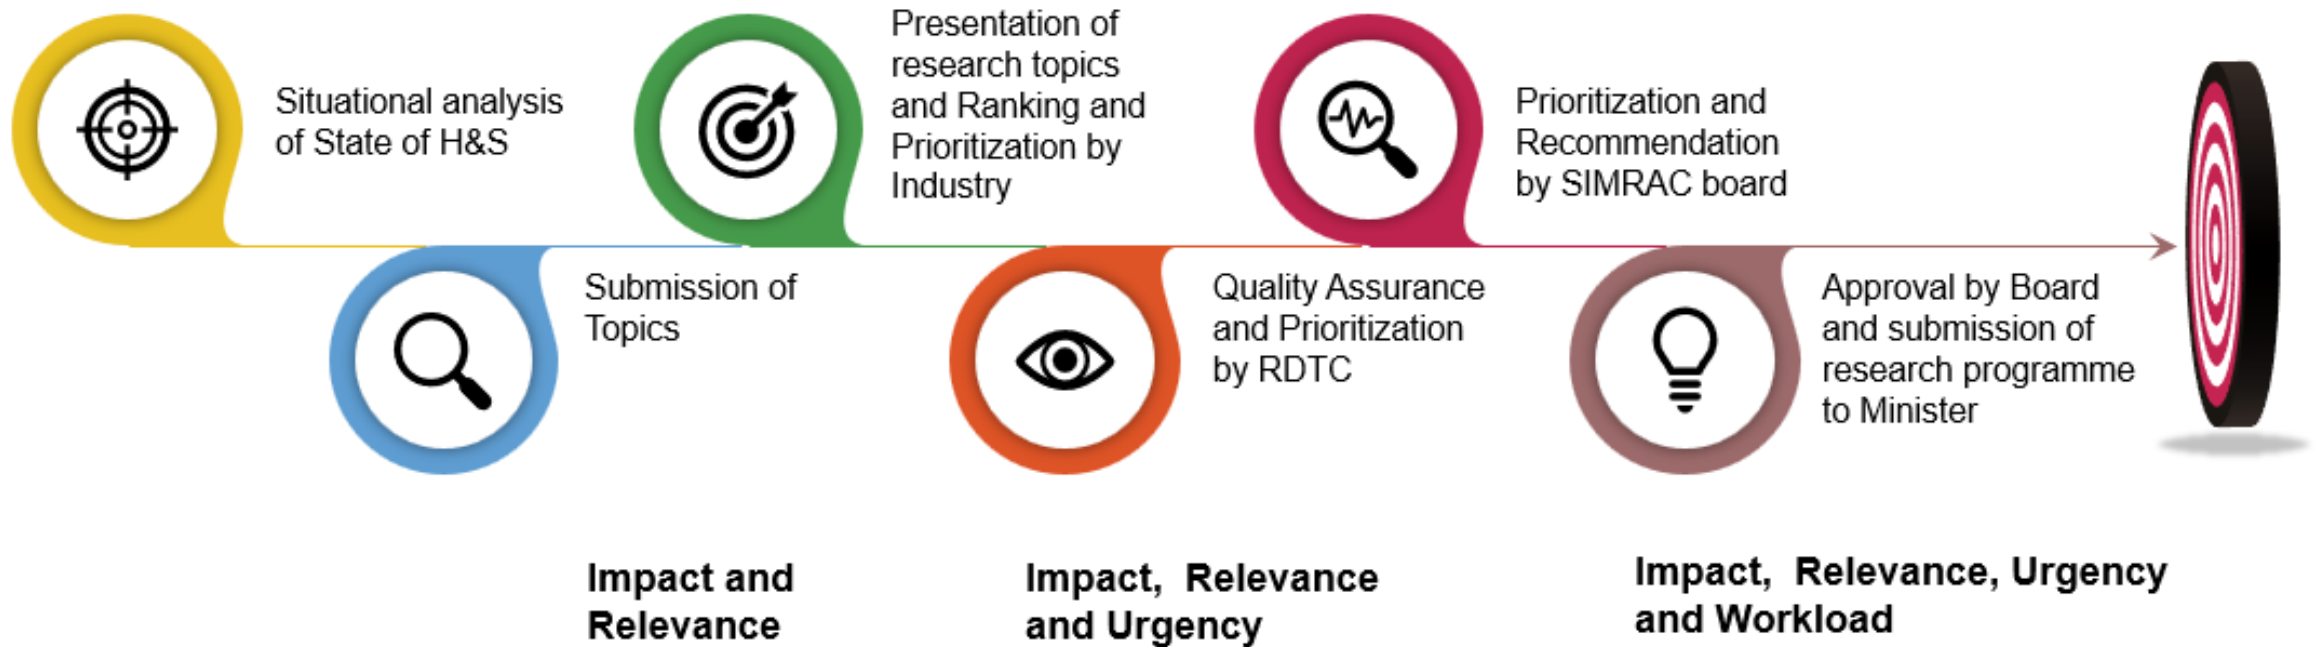 Situational analysis
of State of H&S
Submission of
Topics
Presentation of
research topics
and Ranking and
Prioritization by
Industry
Quality Assurance
and Prioritization
by RDTC
Prioritization and
Recommendation
by SIMRAC board
Approval by Board
and submission of
research programme
to Minister
Impact and
Relevance
Impact,  Relevance
and Urgency
Impact,  Relevance, Urgency
and Workload